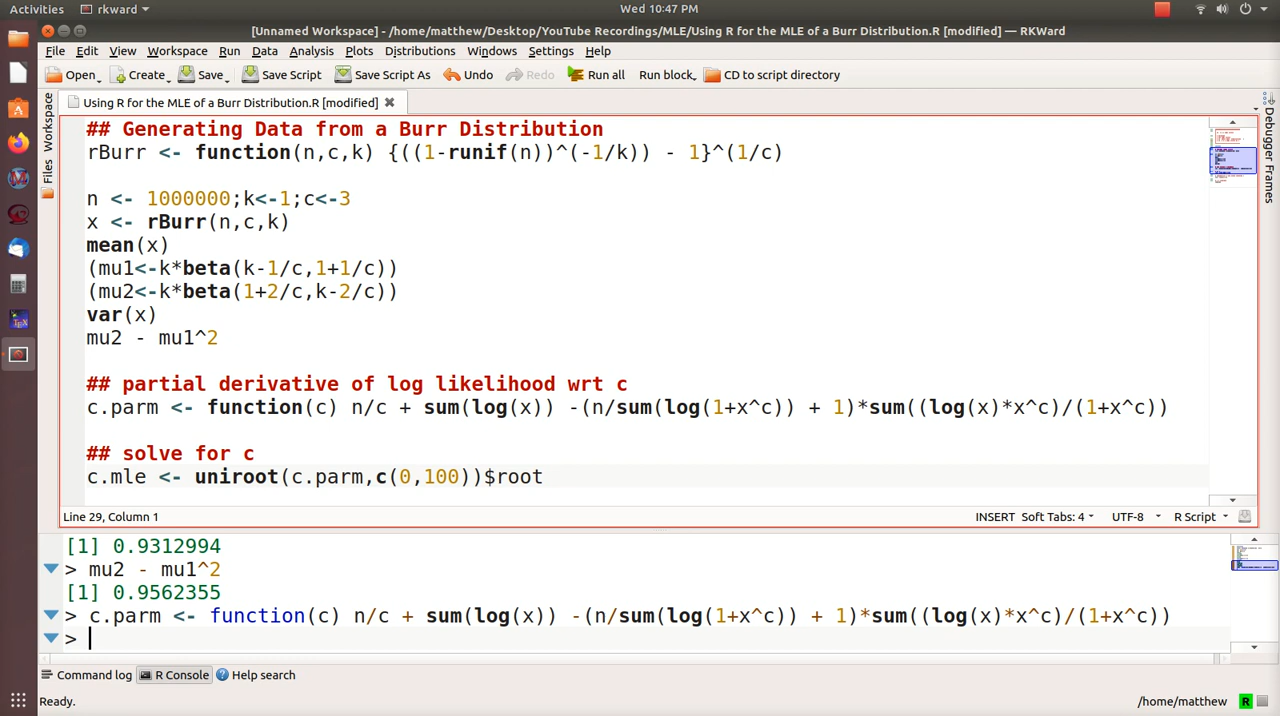 Activities rkward Wed 10:47 PM
[Unnamed Workspace] - /home/matthew/Desktop/YouTube Recordings/MLE/Using R for the MLE of a Burr Distribution.R [modified] — RKWard
File Edit View Workspace Run Data Analysis Plots Distributions Windows Settings Help
Open Create Save Save Script Save Script As Undo Redo Run all Run block CD to script directory
Using R for the MLE of a Burr Distribution.R [modified]
Workspace
Files
Debugger Frames
## Generating Data from a Burr Distribution
rBurr <- function(n,c,k) {((1-runif(n))^(-1/k)) - 1}^(1/c)
n <- 1000000;k<-1;c<-3
x <- rBurr(n,c,k)
mean(x)
(mu1<-k*beta(k-1/c,1+1/c))
(mu2<-k*beta(1+2/c,k-2/c))
var(x)
mu2 - mu1^2
## partial derivative of log likelihood wrt c
c.parm <- function(c) n/c + sum(log(x)) -(n/sum(log(1+x^c)) + 1)*sum((log(x)*x^c)/(1+x^c))
## solve for c
c.mle <- uniroot(c.parm,c(0,100))$root
Line 29, Column 1 INSERT Soft Tabs: 4 UTF-8 R Script
[1] 0.9312994
> mu2 - mu1^2
[1] 0.9562355
> c.parm <- function(c) n/c + sum(log(x)) -(n/sum(log(1+x^c)) + 1)*sum((log(x)*x^c)/(1+x^c))
>
Command log R Console Help search
Ready. /home/matthew R